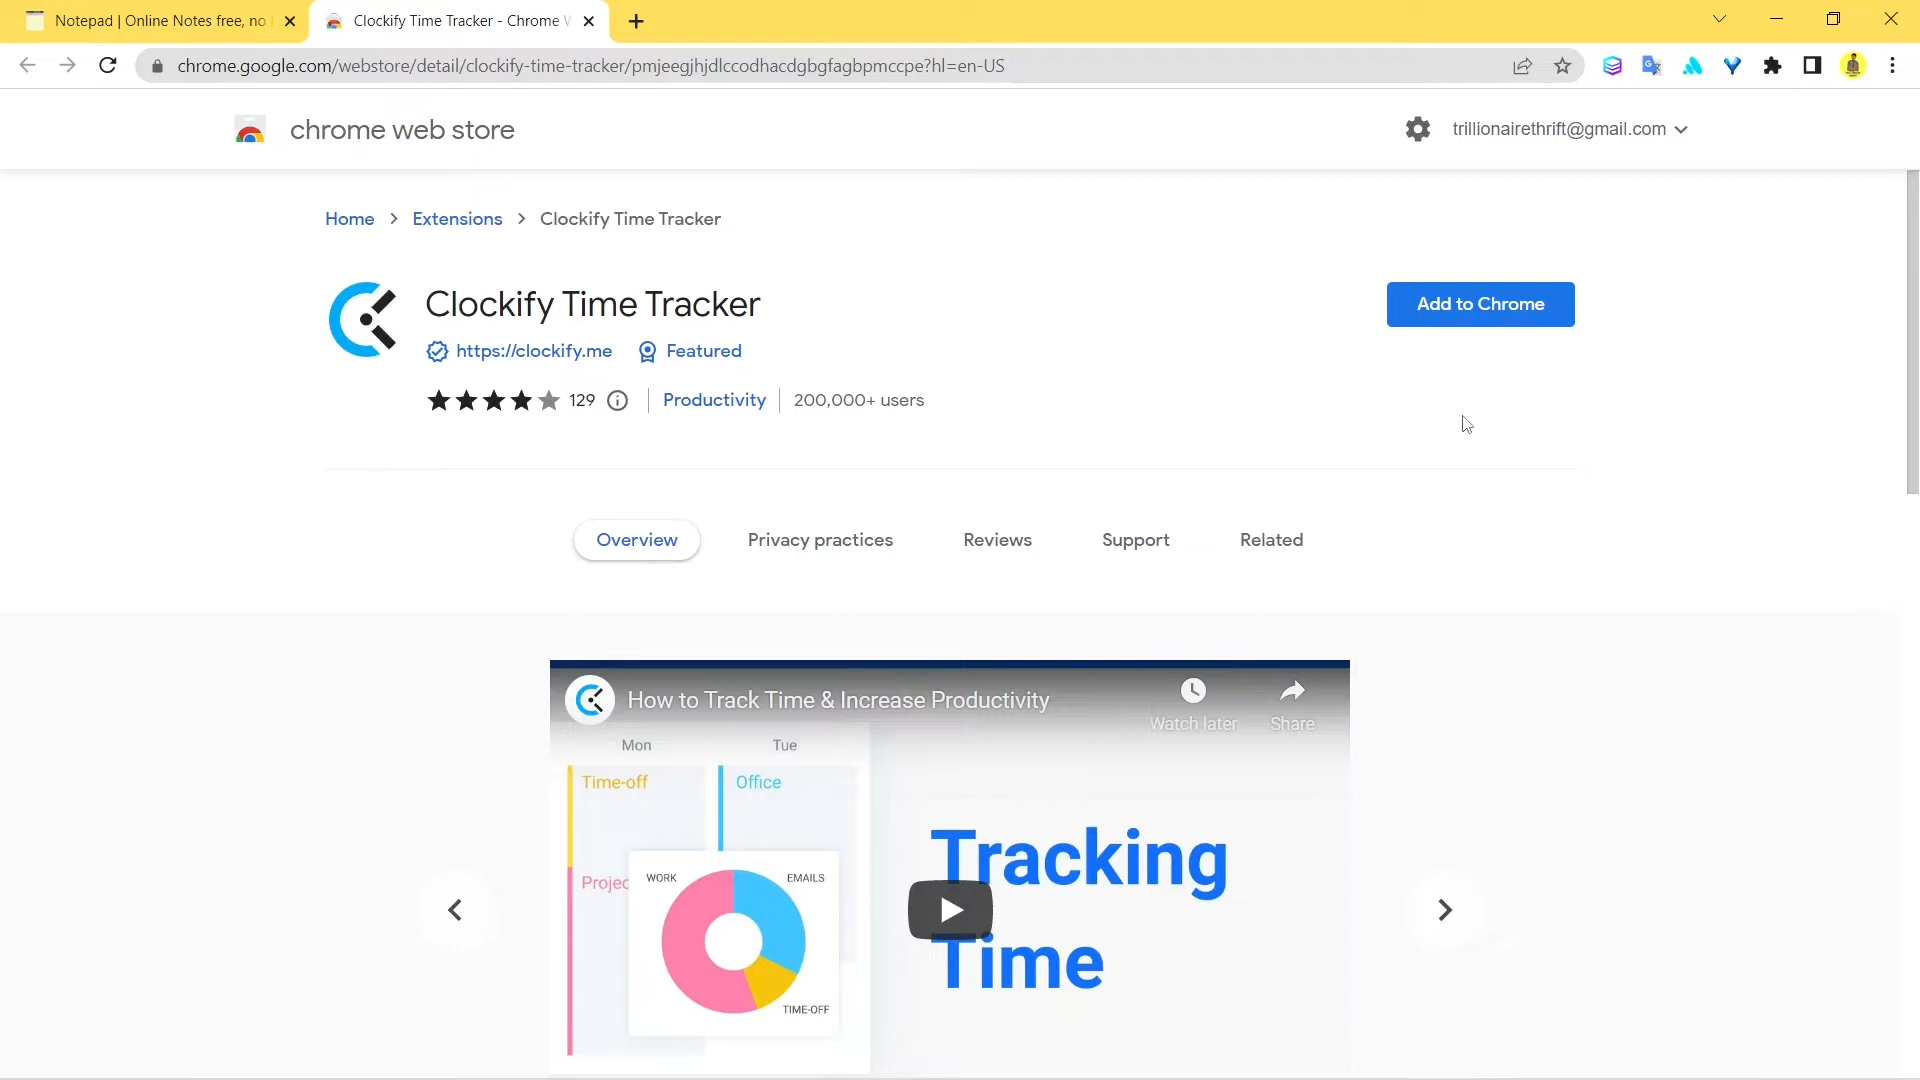 Notepad | Online Notes free, no
Clockify Time Tracker - Chrome W
chrome.google.com/webstore/detail/clockify-time-tracker/pmjeegjhjdlccodhacdgbgfagbpmccpe?hl=en-US
chrome web store
trillionairethrift@gmail.com
Home > Extensions > Clockify Time Tracker
Clockify Time Tracker
Add to Chrome
https://clockify.me Featured
129 Productivity 200,000+ users
Overview Privacy practices Reviews Support Related
How to Track Time & Increase Productivity
Watch later Share
Mon Tue
Time-off Office
Projec
WORK EMAILS
TIME-OFF
Tracking
Time